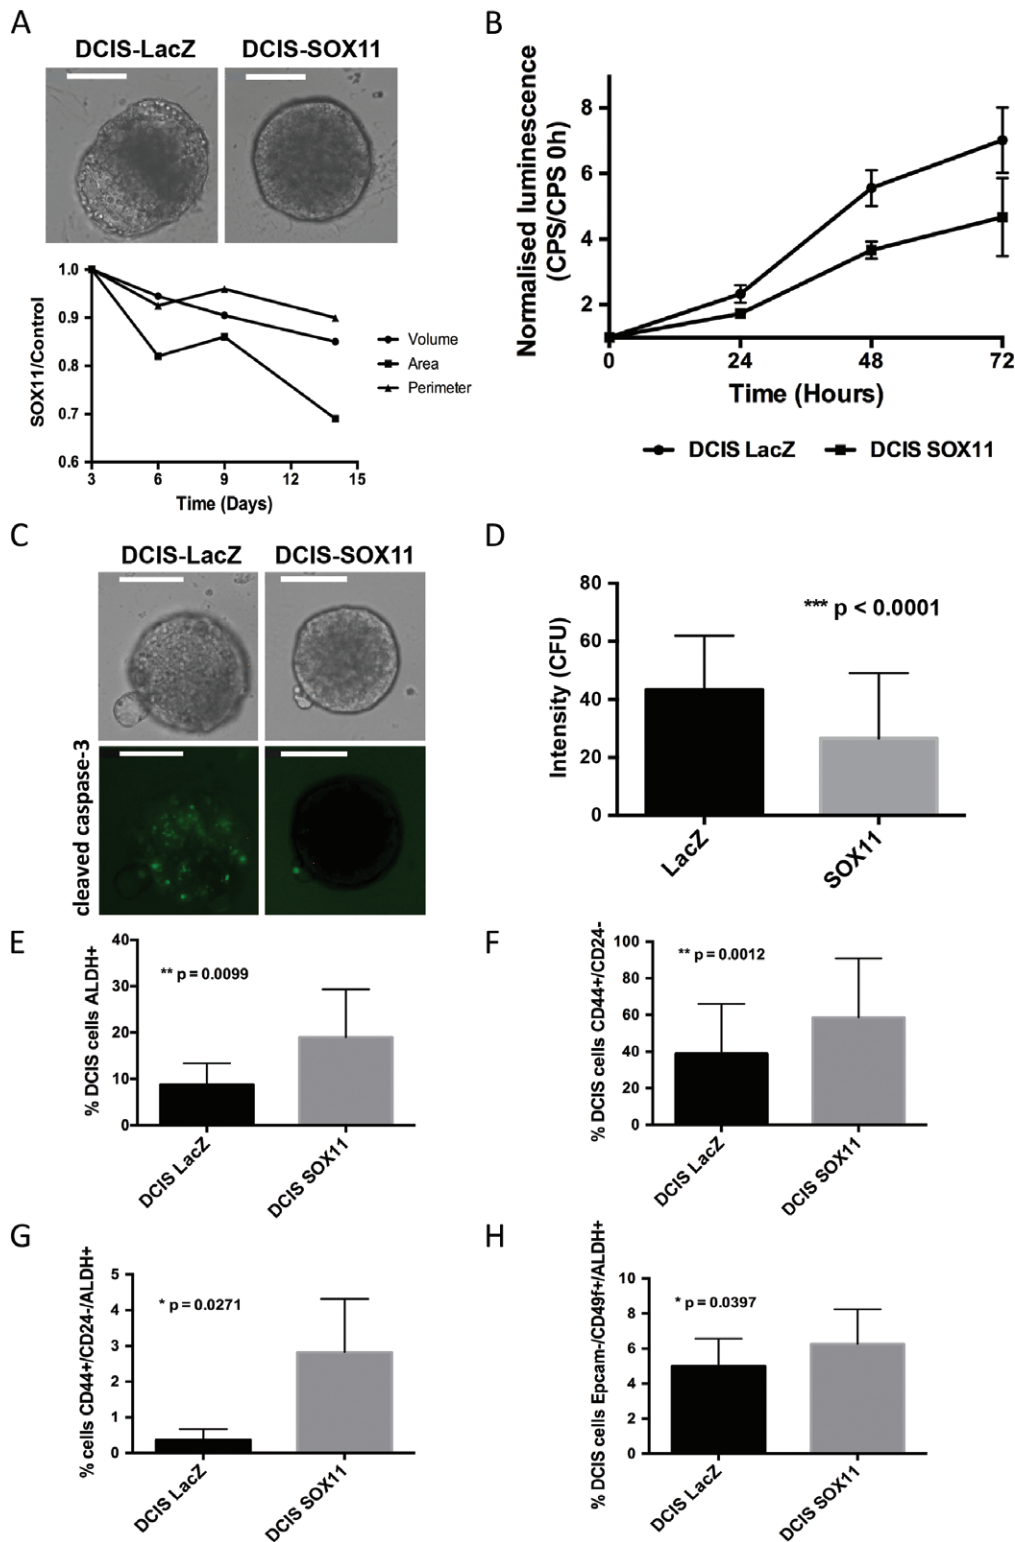 A
DCIS-LacZ
DCIS-SOX11
1.0
0.9
0.8
0.7
0.6
SOX11/Control
3
6
9
12
15
Time (Days)
Volume
Area
Perimeter
B
Normalised luminescence
(CPS/CPS 0h)
8
6
4
2
0
24
48
72
Time (Hours)
DCIS LacZ
DCIS SOX11
C
DCIS-LacZ
DCIS-SOX11
cleaved caspase-3
D
Intensity (CFU)
80
60
40
20
0
*** p < 0.0001
LacZ
SOX11
E
% DCIS cells ALDH+
40
30
20
10
0
** p = 0.0099
DCIS LacZ
DCIS SOX11
F
% DCIS cells CD44+/CD24-
100
80
60
40
20
0
** p = 0.0012
DCIS LacZ
DCIS SOX11
G
% cells CD44+/CD24-/ALDH+
5
4
3
2
1
0
* p = 0.0271
DCIS LacZ
DCIS SOX11
H
% DCIS cells Epcam-/CD49f+/ALDH+
10
8
6
4
2
0
* p = 0.0397
DCIS LacZ
DCIS SOX11